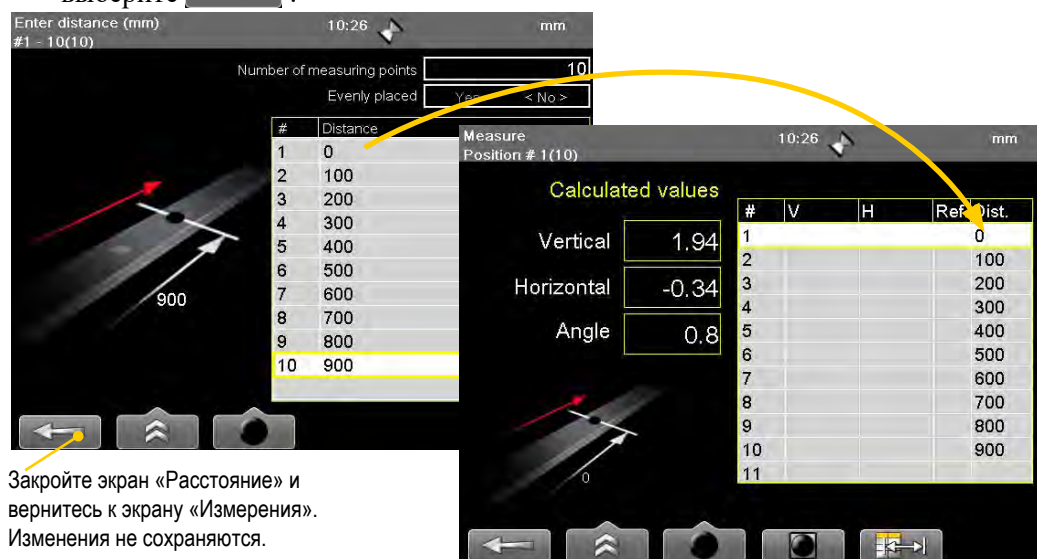 выберите .
Enter distance (mm) 10:26 mm
#1 - 10(10)
Number of measuring points 10
Evenly placed Yes < No >
# Distance
1 0
2 100
3 200
4 300
5 400
6 500
7 600
8 700
9 800
10 900
900
Закройте экран «Расстояние» и
вернитесь к экрану «Измерения».
Изменения не сохраняются.
Measure 10:26 mm
Position # 1(10)
Calculated values
Vertical 1.94
Horizontal -0.34
Angle 0.8
# V H Ref Dist.
1 0
2 100
3 200
4 300
5 400
6 500
7 600
8 700
9 800
10 900
11
0